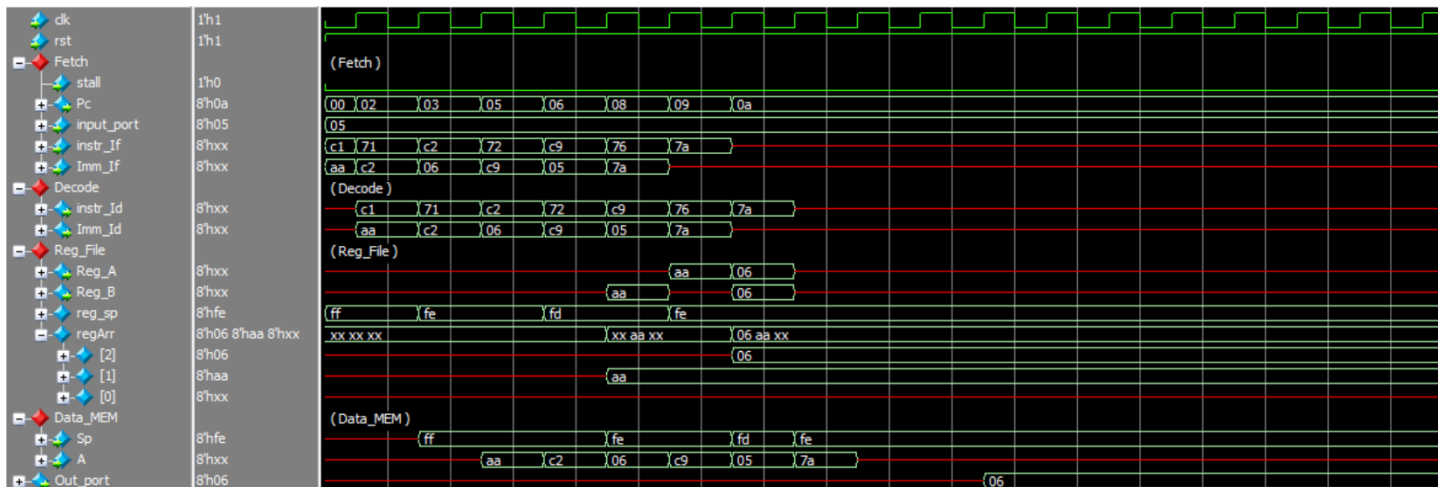 clk 1'h1
rst 1'h1
Fetch (Fetch)
stall 1'h0
Pc 8'h0a 00 02 03 05 06 08 09 0a
input_port 8'h05 05
instr_If 8'hxx c1 71 c2 72 c9 76 7a
Imm_If 8'hxx aa c2 06 c9 05 7a
Decode (Decode)
instr_Id 8'hxx c1 71 c2 72 c9 76 7a
Imm_Id 8'hxx aa c2 06 c9 05 7a
Reg_File (Reg_File)
Reg_A 8'hxx aa 06
Reg_B 8'hxx aa 06
reg_sp 8'hfe ff fe fd fe
regArr 8'h06 8'haa 8'hxx xx xx xx xx aa xx 06 aa xx
[2] 8'h06 06
[1] 8'haa aa
[0] 8'hxx
Data_MEM (Data_MEM)
Sp 8'hfe ff fe fd fe
A 8'hxx aa c2 06 c9 05 7a
Out_port 8'h06 06